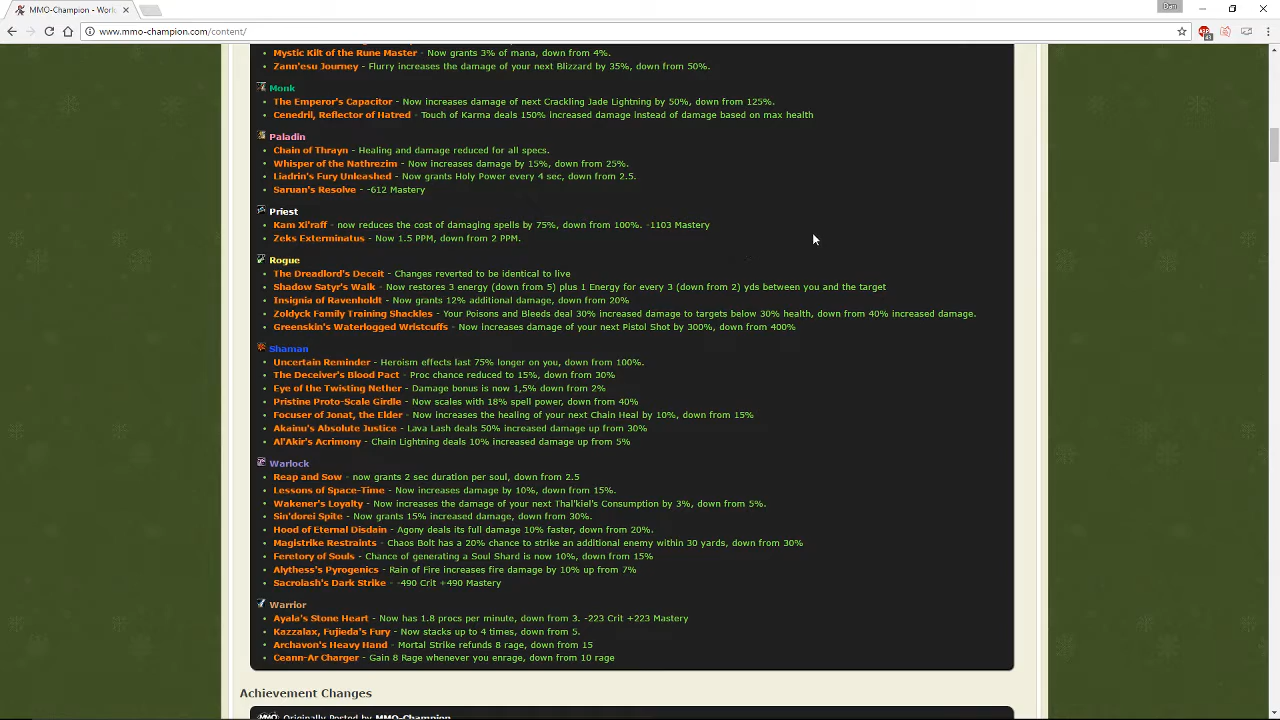 MMO-Champion - Worl
Dan
www.mmo-champion.com/content/
Mystic Kilt of the Rune Master - Now grants 3% of mana, down from 4%.
Zann'esu Journey - Flurry increases the damage of your next Blizzard by 35%, down from 50%.
Monk
The Emperor's Capacitor - Now increases damage of next Crackling Jade Lightning by 50%, down from 125%.
Cenedril, Reflector of Hatred - Touch of Karma deals 150% increased damage instead of damage based on max health
Paladin
Chain of Thrayn - Healing and damage reduced for all specs.
Whisper of the Nathrezim - Now increases damage by 15%, down from 25%.
Liadrin's Fury Unleashed - Now grants Holy Power every 4 sec, down from 2.5.
Saruan's Resolve - -612 Mastery
Priest
Kam Xi'raff - now reduces the cost of damaging spells by 75%, down from 100%. -1103 Mastery
Zeks Exterminatus - Now 1.5 PPM, down from 2 PPM.
Rogue
The Dreadlord's Deceit - Changes reverted to be identical to live
Shadow Satyr's Walk - Now restores 3 energy (down from 5) plus 1 Energy for every 3 (down from 2) yds between you and the target
Insignia of Ravenholdt - Now grants 12% additional damage, down from 20%
Zoldyck Family Training Shackles - Your Poisons and Bleeds deal 30% increased damage to targets below 30% health, down from 40% increased damage.
Greenskin's Waterlogged Wristcuffs - Now increases damage of your next Pistol Shot by 300%, down from 400%
Shaman
Uncertain Reminder - Heroism effects last 75% longer on you, down from 100%.
The Deceiver's Blood Pact - Proc chance reduced to 15%, down from 30%
Eye of the Twisting Nether - Damage bonus is now 1,5% down from 2%
Pristine Proto-Scale Girdle - Now scales with 18% spell power, down from 40%
Focuser of Jonat, the Elder - Now increases the healing of your next Chain Heal by 10%, down from 15%
Akainu's Absolute Justice - Lava Lash deals 50% increased damage up from 30%
Al'Akir's Acrimony - Chain Lightning deals 10% increased damage up from 5%
Warlock
Reap and Sow - now grants 2 sec duration per soul, down from 2.5
Lessons of Space-Time - Now increases damage by 10%, down from 15%.
Wakener's Loyalty - Now increases the damage of your next Thal'kiel's Consumption by 3%, down from 5%.
Sin'dorei Spite - Now grants 15% increased damage, down from 30%.
Hood of Eternal Disdain - Agony deals its full damage 10% faster, down from 20%.
Magistrike Restraints - Chaos Bolt has a 20% chance to strike an additional enemy within 30 yards, down from 30%
Feretory of Souls - Chance of generating a Soul Shard is now 10%, down from 15%
Alythess's Pyrogenics - Rain of Fire increases fire damage by 10% up from 7%
Sacrolash's Dark Strike - -490 Crit +490 Mastery
Warrior
Ayala's Stone Heart - Now has 1.8 procs per minute, down from 3. -223 Crit +223 Mastery
Kazzalax, Fujieda's Fury - Now stacks up to 4 times, down from 5.
Archavon's Heavy Hand - Mortal Strike refunds 8 rage, down from 15
Ceann-Ar Charger - Gain 8 Rage whenever you enrage, down from 10 rage
Achievement Changes
MMO Originally Posted by MMO-Champion